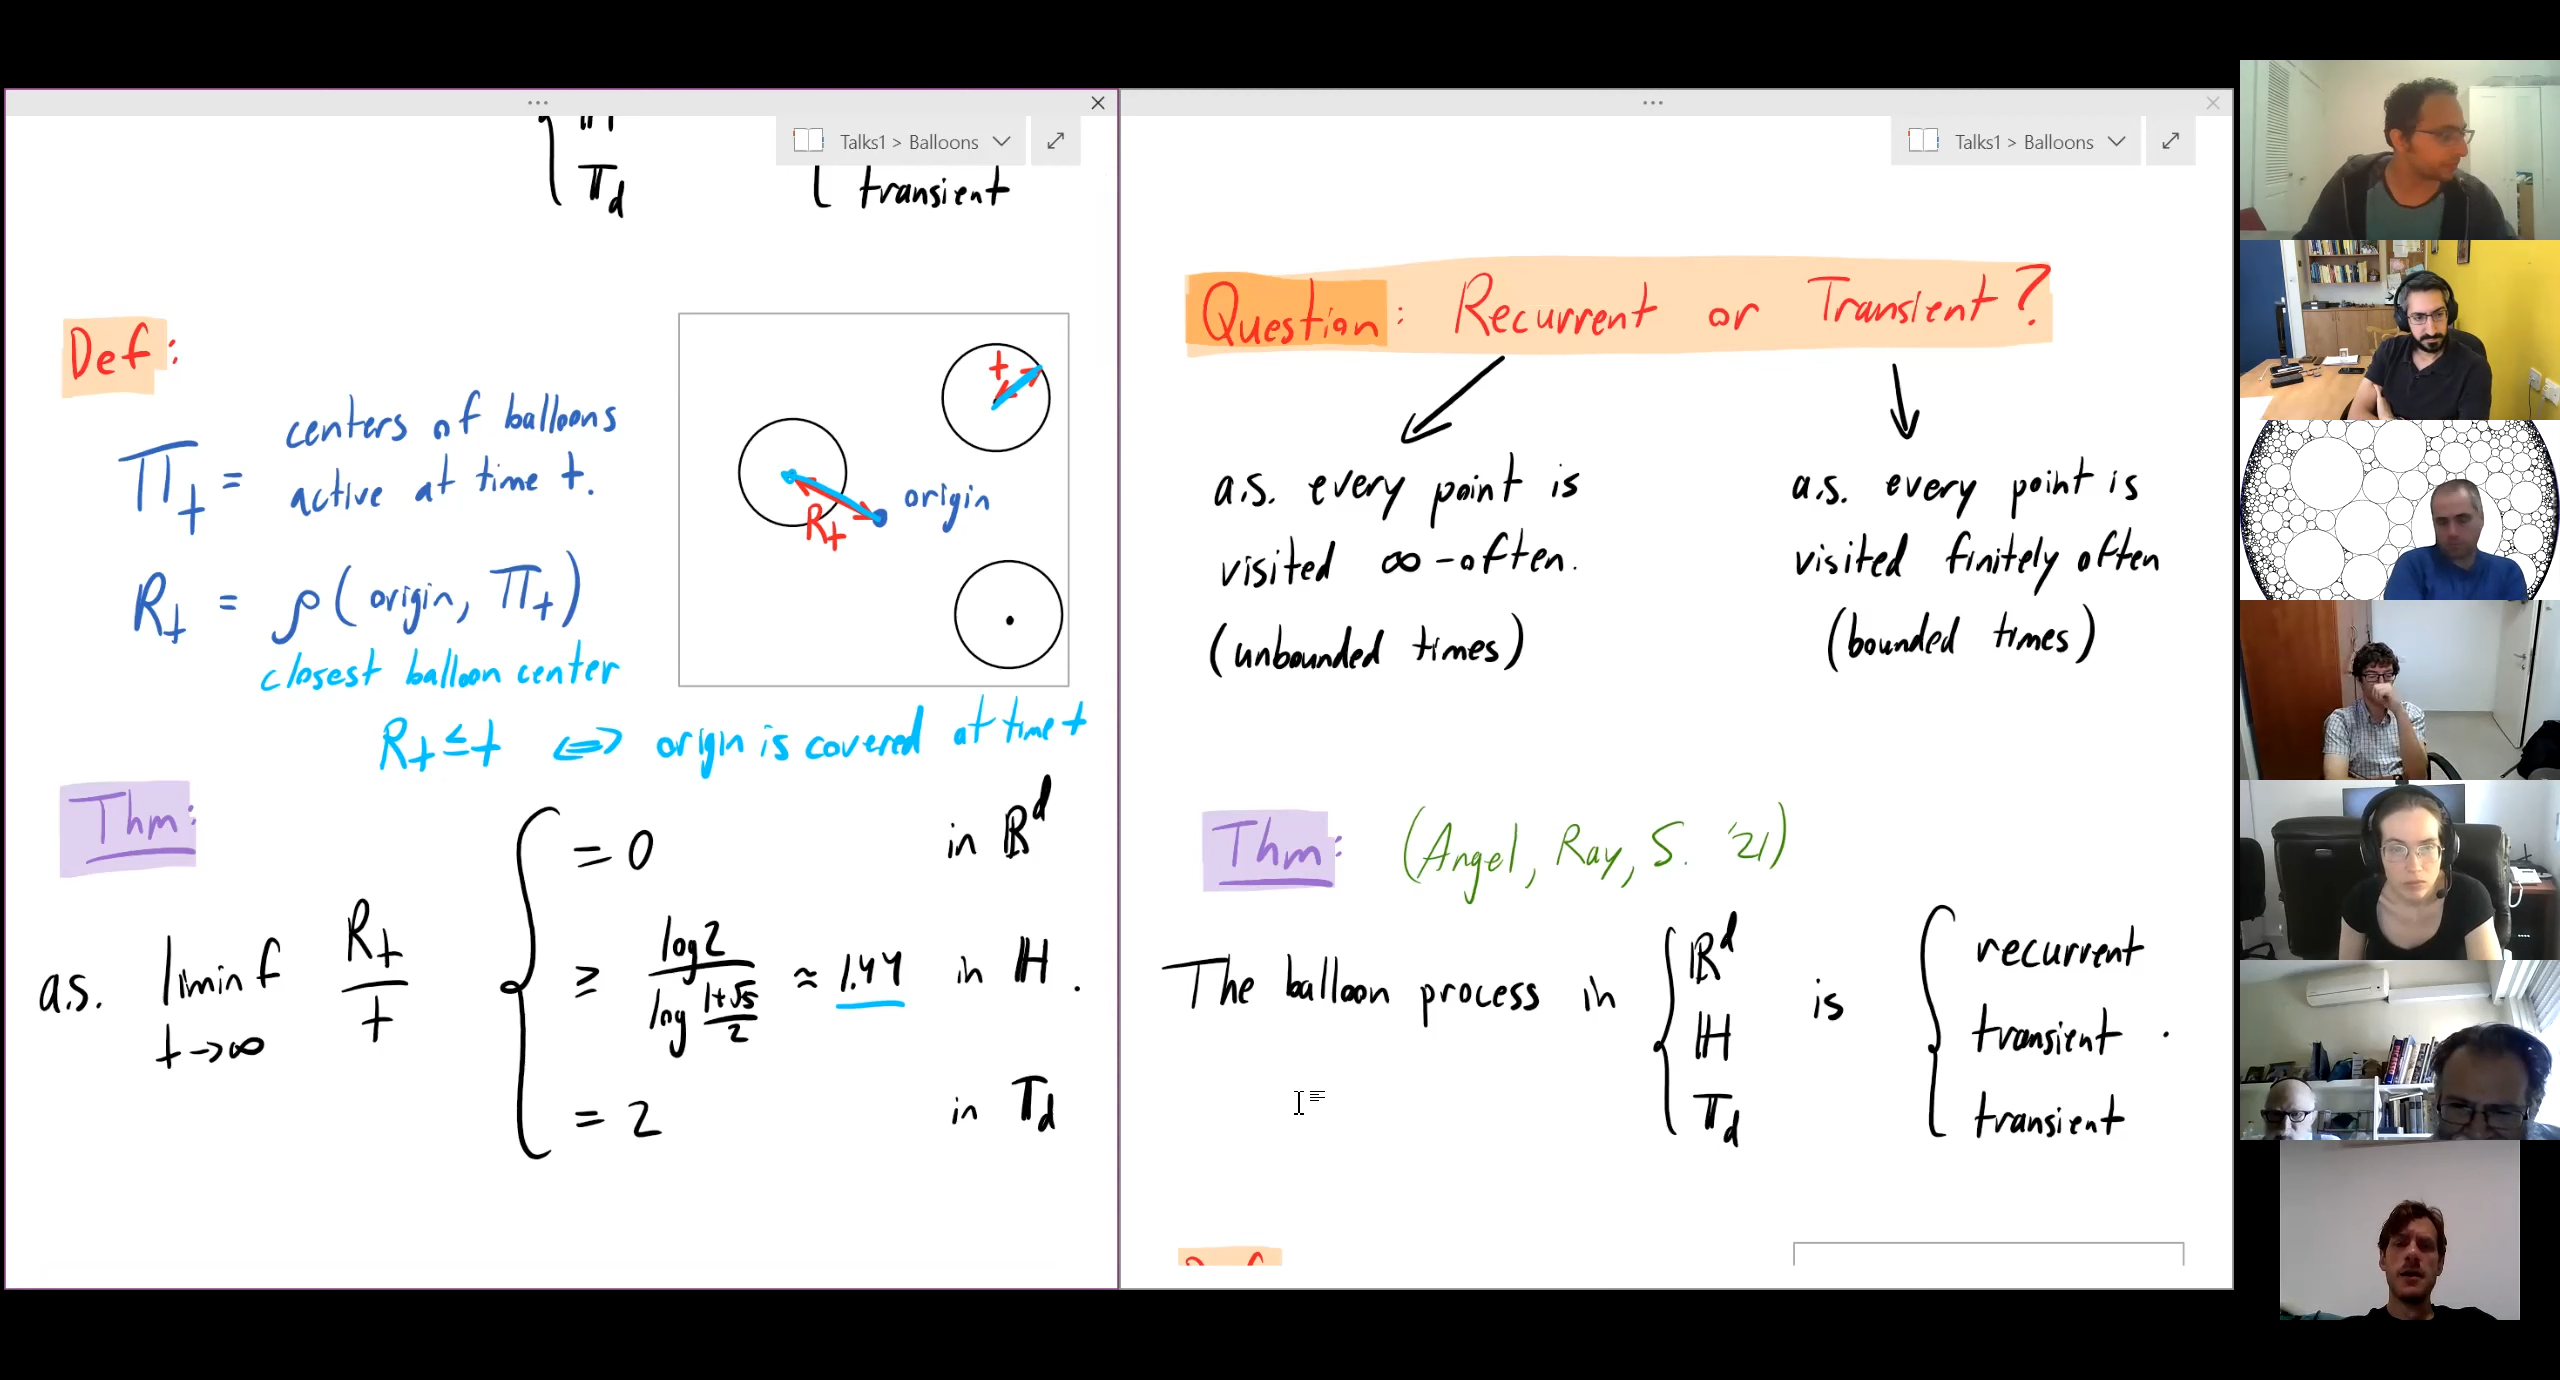 Talks1 > Balloons
ℍ
𝕋d
transient
Def:
Π_t = centers of balloons
active at time t.
R_t = ρ(origin, Π_t)
closest balloon center
R_t ≤ t ⟺ origin is covered at time t
t
R_t
origin
Thm:
a.s. liminf t→∞ R_t / t
= 0 in ℝ^d
≥ log2 / log (1+√5)/2 ≈ 1.44 in ℍ.
= 2 in 𝕋_d
Talks1 > Balloons
Question: Recurrent or Transient?
a.s. every point is
visited ∞-often.
(unbounded times)
a.s. every point is
visited finitely often
(bounded times)
Thm: (Angel, Ray, S. '21)
The balloon process in { ℝ^d ℍ 𝕋_d is { recurrent transient transient .